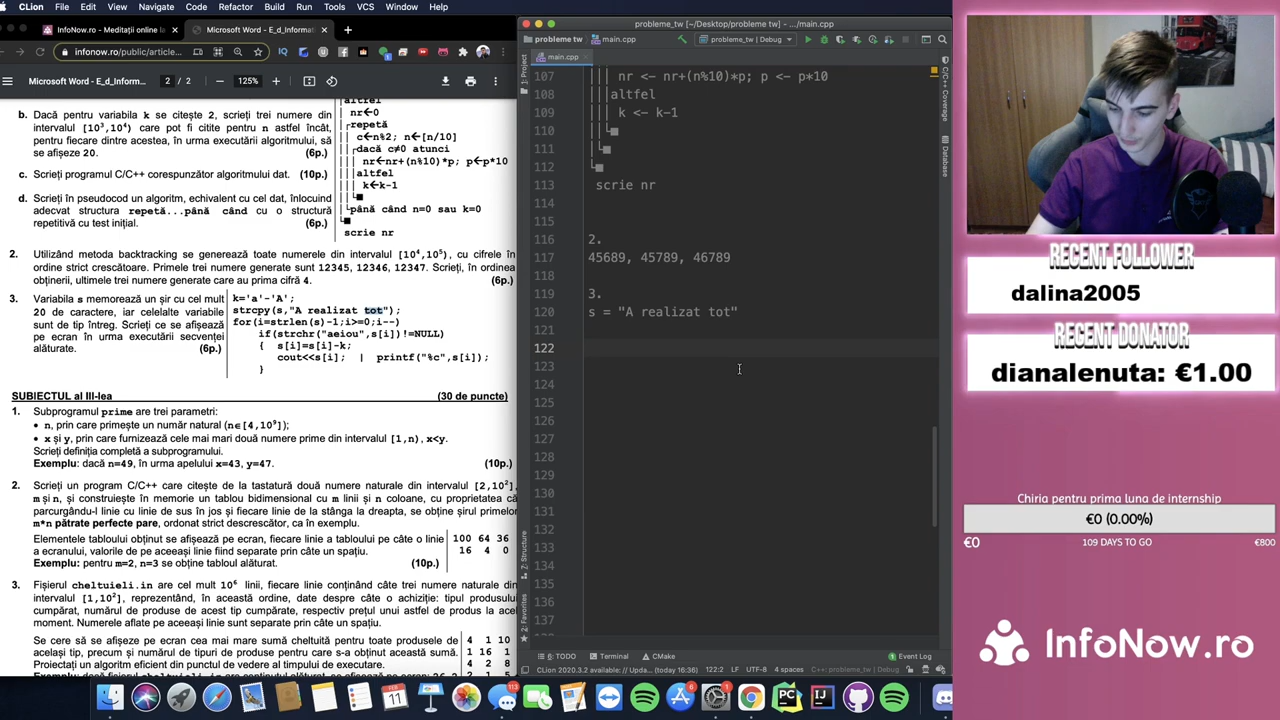 CLion File Edit View Navigate Code Refactor Build Run Tools VCS Window Help
InfoNow.ro - Meditații online la
Microsoft Word - E_d_Informat
infonow.ro/public/article...
Microsoft Word - E_d_Inform... 2 / 2 125%
b. Dacă pentru variabila k se citește 2, scrieți trei numere din
intervalul [10³,10⁴) care pot fi citite pentru n astfel încât,
pentru fiecare dintre acestea, în urma executării algoritmului, să
se afișeze 20. (6p.)
c. Scrieți programul C/C++ corespunzător algoritmului dat. (10p.)
d. Scrieți în pseudocod un algoritm, echivalent cu cel dat, înlocuind
adecvat structura repetă...până când cu o structură
repetitivă cu test inițial. (6p.)
altfel
nr←0
repetă
c←n%2; n←[n/10]
dacă c≠0 atunci
nr←nr+(n%10)*p; p←p*10
altfel
k←k-1
până când n=0 sau k=0
scrie nr
2. Utilizând metoda backtracking se generează toate numerele din intervalul [10⁴,10⁵), cu cifrele în
ordine strict crescătoare. Primele trei numere generate sunt 12345, 12346, 12347. Scrieți, în ordinea
obținerii, ultimele trei numere generate care au prima cifră 4. (6p.)
3. Variabila s memorează un șir cu cel mult
20 de caractere, iar celelalte variabile
sunt de tip întreg. Scrieți ce se afișează
pe ecran în urma executării secvenței
alăturate. (6p.)
k='a'-'A';
strcpy(s,"A realizat tot");
for(i=strlen(s)-1;i>=0;i--)
if(strchr("aeiou",s[i])!=NULL)
{ s[i]=s[i]-k;
cout<<s[i]; | printf("%c",s[i]);
}
SUBIECTUL al III-lea (30 de puncte)
1. Subprogramul prime are trei parametri:
• n, prin care primește un număr natural (n∈[4,10⁹]);
• x și y, prin care furnizează cele mai mari două numere prime din intervalul [1,n), x<y.
Scrieți definiția completă a subprogramului.
Exemplu: dacă n=49, în urma apelului x=43, y=47. (10p.)
2. Scrieți un program C/C++ care citește de la tastatură două numere naturale din intervalul [2,10²],
m și n, și construiește în memorie un tablou bidimensional cu m linii și n coloane, cu proprietatea că
parcurgându-l linie cu linie de sus în jos și fiecare linie de la stânga la dreapta, se obține șirul primelor
m*n pătrate perfecte pare, ordonat strict descrescător, ca în exemplu.
Elementele tabloului obținut se afișează pe ecran, fiecare linie a tabloului pe câte o linie
a ecranului, valorile de pe aceeași linie fiind separate prin câte un spațiu.
Exemplu: pentru m=2, n=3 se obține tabloul alăturat. (10p.)
100 64 36
16 4 0
3. Fișierul cheltuieli.in are cel mult 10⁶ linii, fiecare linie conținând câte trei numere naturale din
intervalul [1,10²], reprezentând, în această ordine, date despre câte o achiziție: tipul produsului
cumpărat, numărul de produse de acest tip cumpărate, respectiv prețul unui astfel de produs la acel
moment. Numerele aflate pe aceeași linie sunt separate prin câte un spațiu.
Se cere să se afișeze pe ecran cea mai mare sumă cheltuită pentru toate produsele de
același tip, precum și numărul de tipuri de produse pentru care s-a obținut această sumă.
Proiectați un algoritm eficient din punctul de vedere al timpului de executare.
4 1 10
1 16 1
4 2 8
probleme_tw [~/Desktop/probleme tw] - .../main.cpp
probleme tw main.cpp probleme_tw | Debug
main.cpp
1: Project
C/C++ Coverage
Database
7: Structure
2: Favorites
107 nr <- nr+(n%10)*p; p <- p*10
108 altfel
109 k <- k-1
110
111
112
113 scrie nr
114
115
116 2.
117 45689, 45789, 46789
118
119 3.
120 s = "A realizat tot"
121
122
123
124
125
126
127
128
129
130
131
132
133
134
135
136
137
6: TODO Terminal CMake Event Log
CLion 2020.3.2 available: // Upda... (today 16:36) 122:2 LF UTF-8 4 spaces C++: probleme_tw | Debug
RECENT FOLLOWER
dalina2005
RECENT DONATOR
dianalenuta: €1.00
Chiria pentru prima luna de internship
€0 (0.00%)
€0 109 DAYS TO GO €800
InfoNow.ro